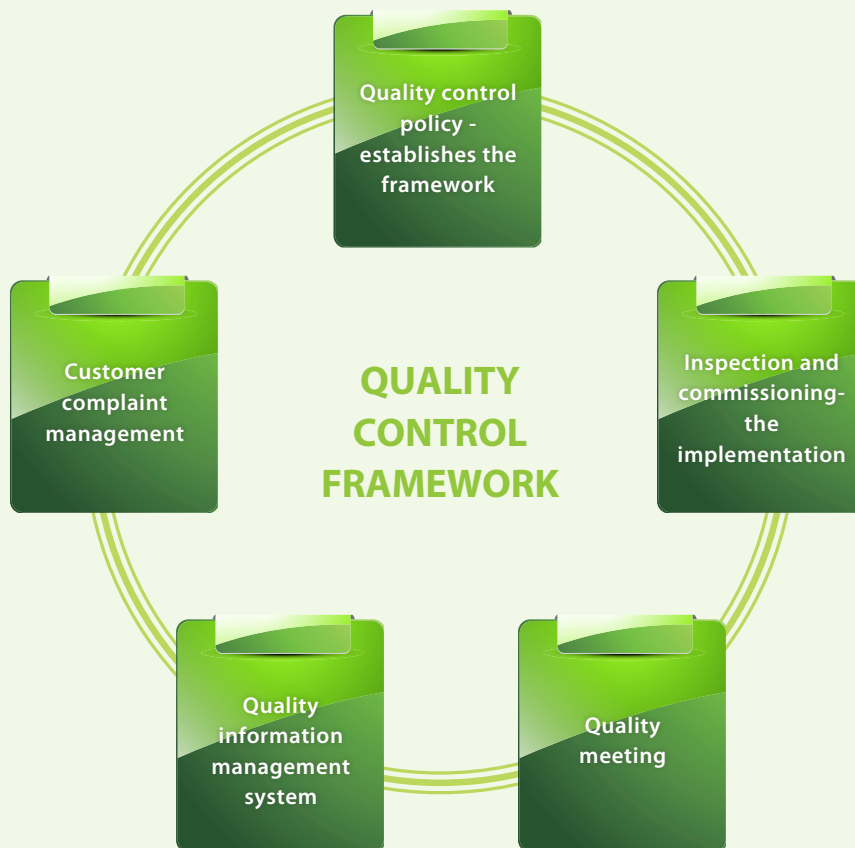 Quality control
policy -
establishes the
framework
Customer
complaint
management
QUALITY
CONTROL
FRAMEWORK
Inspection and
commissioning-
the
implementation
Quality
information
management
system
Quality
meeting